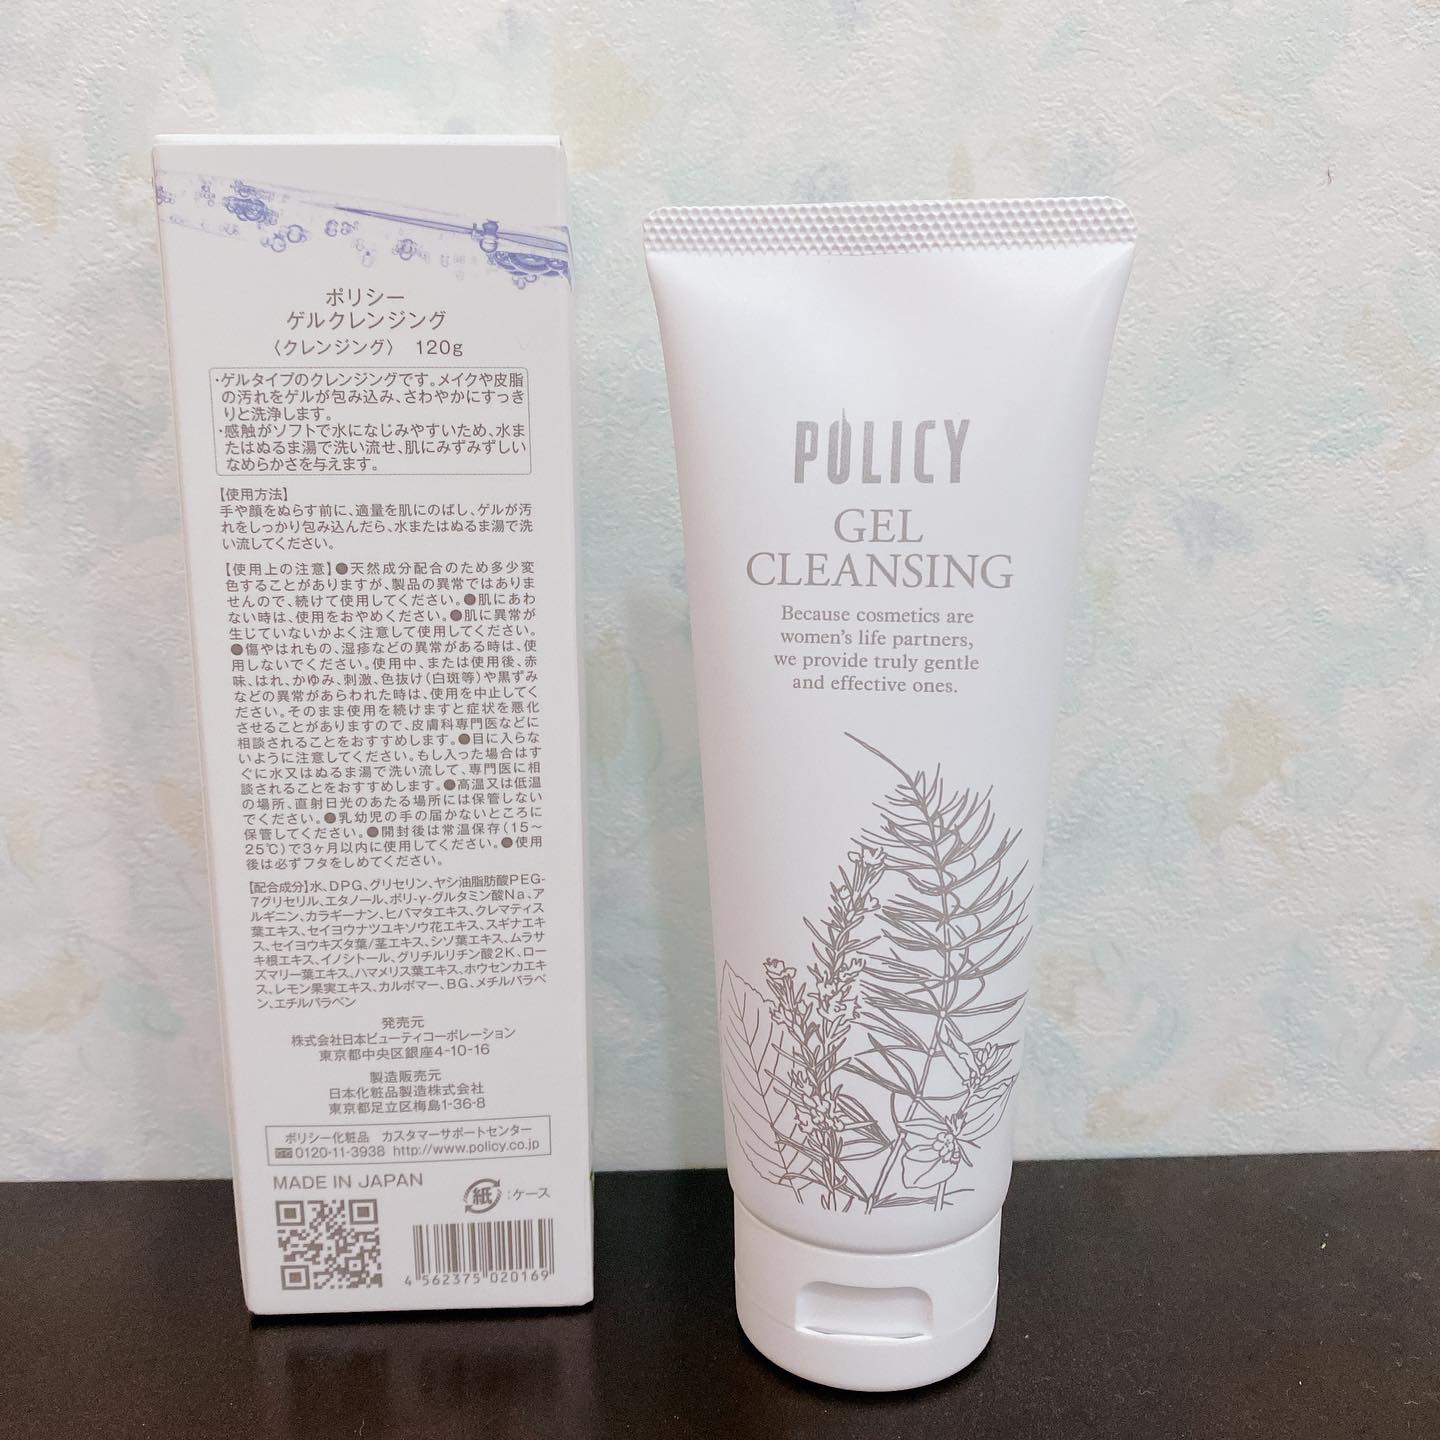 ポリシー
ゲルクレンジング
〈クレンジング〉 120g
・ゲルタイプのクレンジングです。メイクや皮脂
の汚れをゲルが包み込み、さわやかにすっき
りと洗浄します。
・感触がソフトで水になじみやすいため、水ま
たはぬるま湯で洗い流せ、肌にみずみずしい
なめらかさを与えます。
【使用方法】
手や顔をぬらす前に、適量を肌にのばし、ゲルが汚
れをしっかり包み込んだら、水またはぬるま湯で洗
い流してください。
【使用上の注意】●天然成分配合のため多少変
色することがありますが、製品の異常ではありま
せんので、続けて使用してください。●肌にあわ
ない時は、使用をおやめください。●肌に異常が
生じていないかよく注意して使用してください。
●傷やはれもの、湿疹などの異常がある時は、使
用しないでください。使用中、または使用後、赤
味、はれ、かゆみ、刺激、色抜け(白斑等)や黒ずみ
などの異常があらわれた時は、使用を中止してく
ださい。そのまま使用を続けますと症状を悪化
させることがありますので、皮膚科専門医などに
相談されることをおすすめします。●目に入らな
いように注意してください。もし入った場合はす
ぐに水又はぬるま湯で洗い流して、専門医に相
談されることをおすすめします。●高温又は低温
の場所、直射日光のあたる場所には保管しない
でください。●乳幼児の手の届かないところに
保管してください。●開封後は常温保存(15～
25℃)で3ヶ月以内に使用してください。●使用
後は必ずフタをしめてください。
【配合成分】水、DPG、グリセリン、ヤシ油脂肪酸PEG-
7グリセリル、エタノール、ポリ-γ-グルタミン酸Na、ア
ルギニン、カラギーナン、ヒバマタエキス、クレマティス
葉エキス、セイヨウナツユキソウ花エキス、スギナエキ
ス、セイヨウキズタ葉/茎エキス、シソ葉エキス、ムラサ
キ根エキス、イノシトール、グリチルリチン酸2K、ロー
ズマリー葉エキス、ハマメリス葉エキス、ホウセンカエキ
ス、レモン果実エキス、カルボマー、BG、メチルパラベ
ン、エチルパラベン
発売元
株式会社日本ビューティコーポレーション
東京都中央区銀座4-10-16
製造販売元
日本化粧品製造株式会社
東京都足立区梅島1-36-8
ポリシー化粧品 カスタマーサポートセンター
0120-11-3938 http://www.policy.co.jp
MADE IN JAPAN
紙:ケース
4 562375 020169
POLICY
GEL
CLEANSING
Because cosmetics are
women's life partners,
we provide truly gentle
and effective ones.